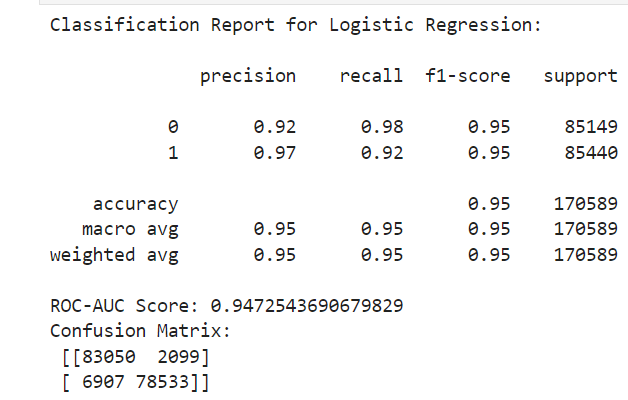 Classification Report for Logistic Regression:
precision recall f1-score support
0 0.92 0.98 0.95 85149
1 0.97 0.92 0.95 85440
accuracy 0.95 170589
macro avg 0.95 0.95 0.95 170589
weighted avg 0.95 0.95 0.95 170589
ROC-AUC Score: 0.9472543690679829
Confusion Matrix:
[[83050 2099]
[ 6907 78533]]